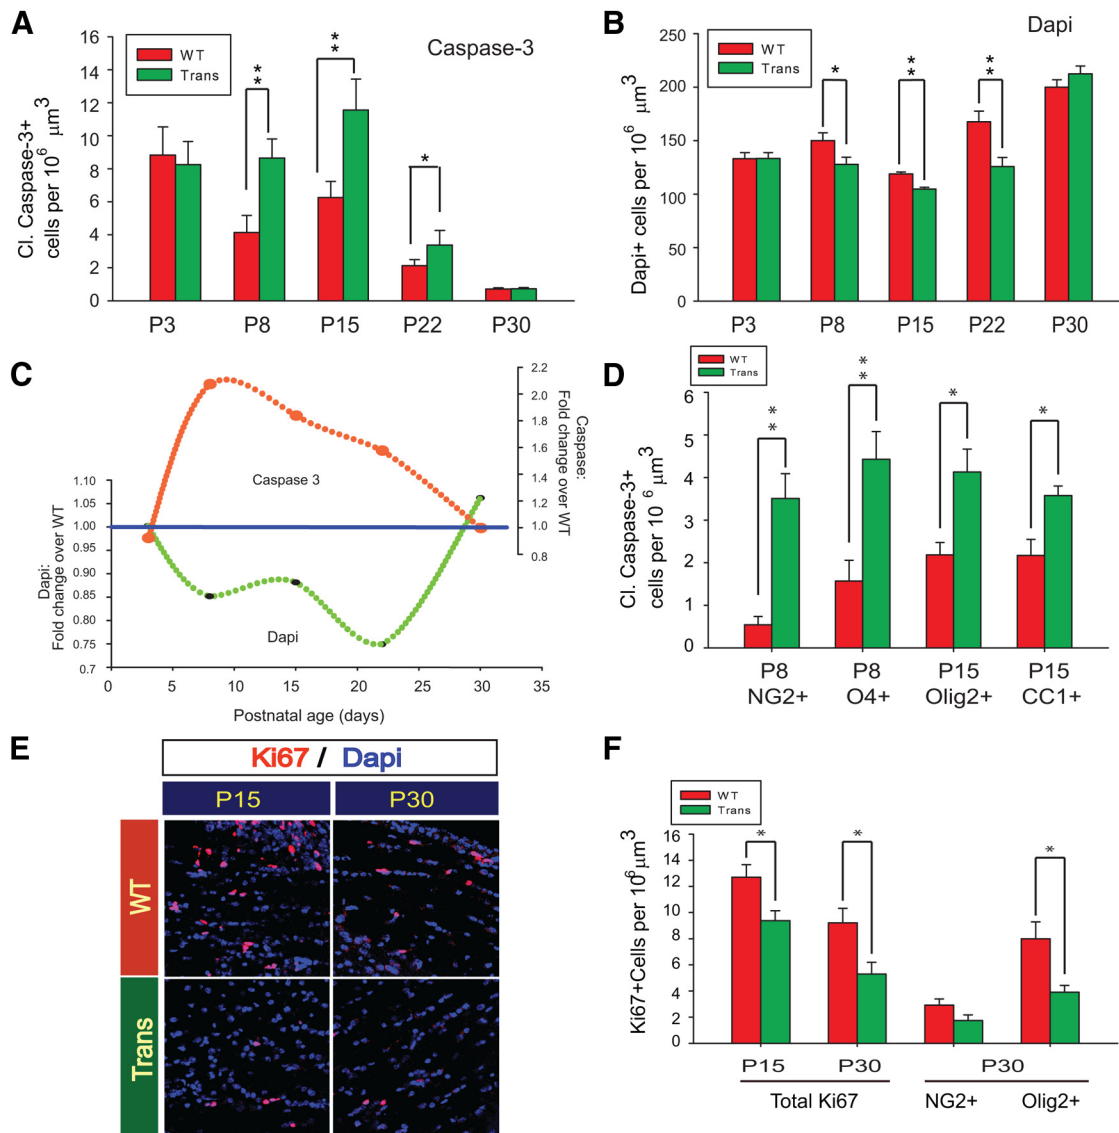 A
Caspase-3
WT
Trans
Cl. Caspase-3+
cells per 10⁶ μm3
16
14
12
10
8
6
4
2
0
**
**
*
P3 P8 P15 P22 P30
B
Dapi
WT
Trans
Dapi+ cells per 10⁶ μm3
250
200
150
100
50
0
*
**
**
P3 P8 P15 P22 P30
C
Dapi:
Fold change over WT
1.10
1.05
1.00
0.95
0.90
0.85
0.80
0.75
0.7
Caspase 3
Dapi
2.2
2.0
1.8
1.6
1.4
1.2
1.0
0.8
Caspase:
Fold change over WT
0 5 10 15 20 25 30 35
Postnatal age (days)
D
WT
Trans
Cl. Caspase-3+
cells per 10 ⁶ μm3
6
5
4
3
2
1
0
**
**
*
*
P8 P8 P15 P15
NG2+ O4+ Olig2+ CC1+
E
Ki67 / Dapi
P15 P30
WT
Trans
F
WT
Trans
Ki67+Cells per 10⁶μm3
16
14
12
10
8
6
4
2
0
*
*
*
P15 P30 P30
Total Ki67 NG2+ Olig2+